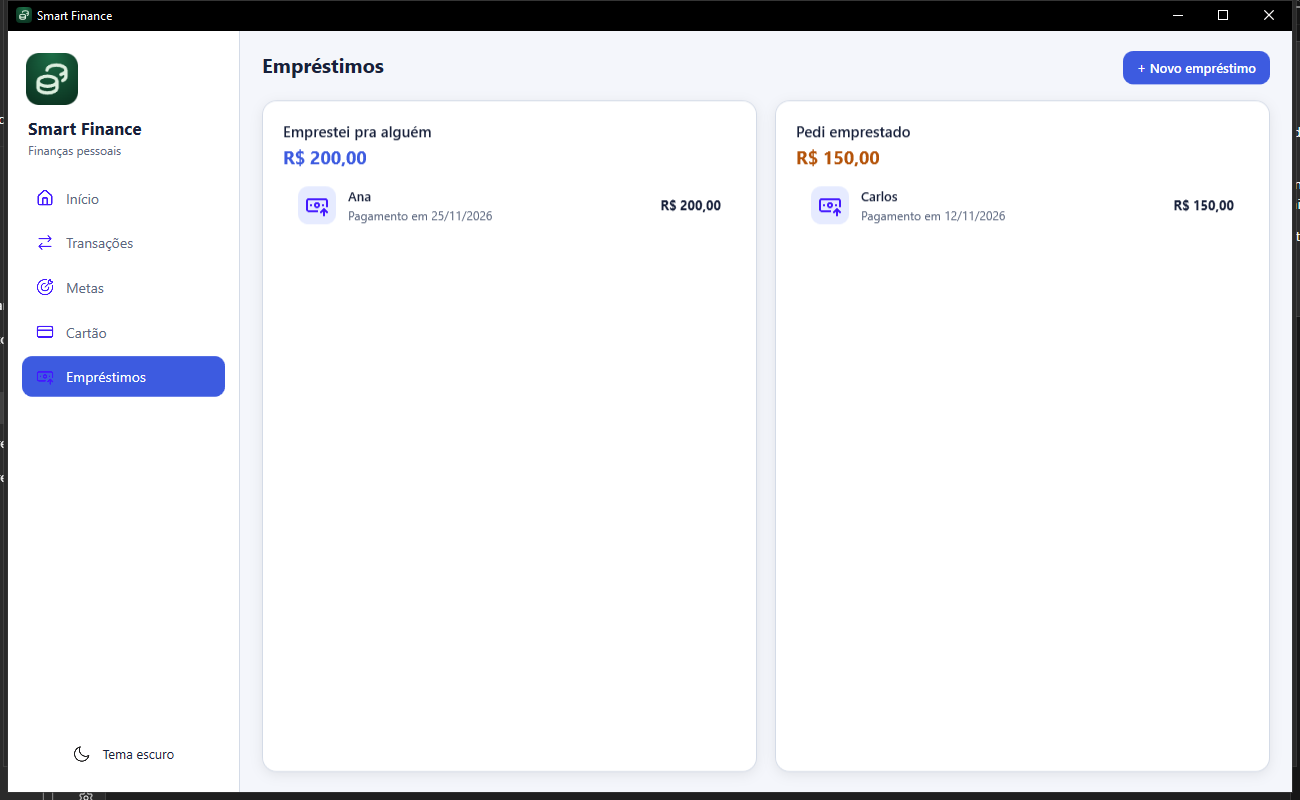 Smart Finance
Smart Finance
Finanças pessoais
Início
Transações
Metas
Cartão
Empréstimos
Tema escuro
Empréstimos
+ Novo empréstimo
Emprestei pra alguém
R$ 200,00
Ana
Pagamento em 25/11/2026
R$ 200,00
Pedi emprestado
R$ 150,00
Carlos
Pagamento em 12/11/2026
R$ 150,00